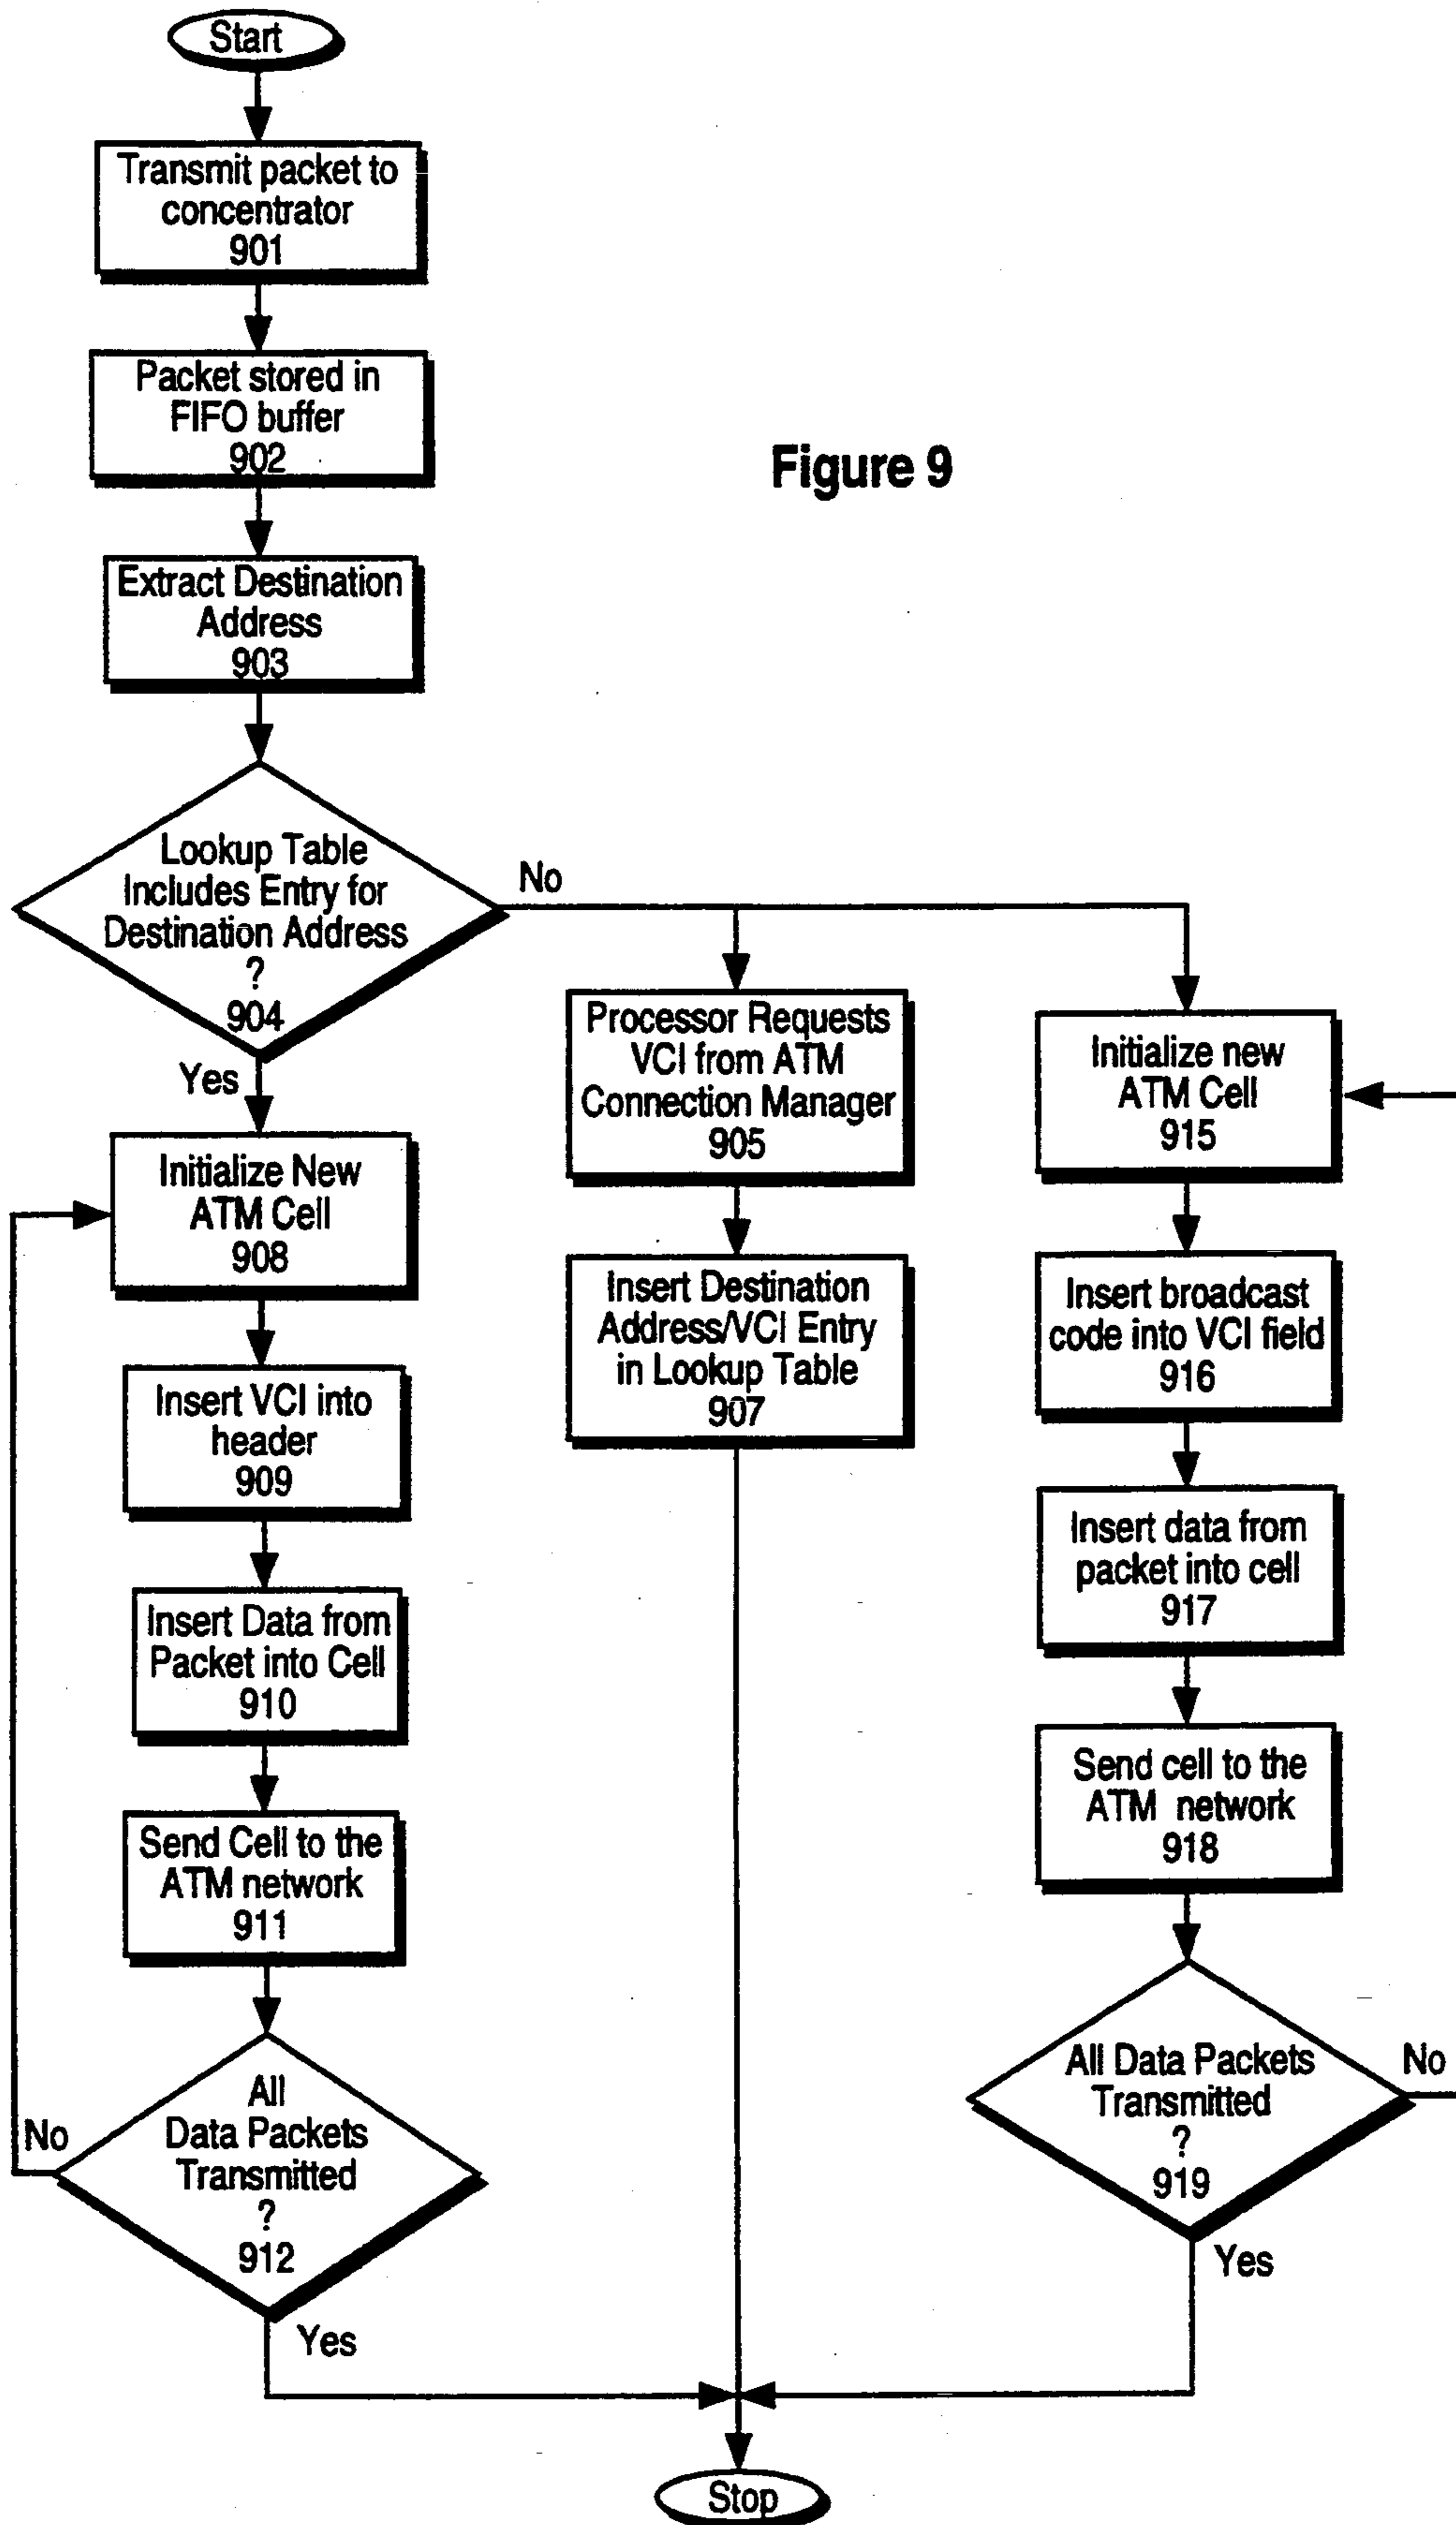 Start
Transmit packet to
concentrator
901
Packet stored in
FIFO buffer
902
Figure 9
Extract Destination
Address
903
Lookup Table
Includes Entry for
Destination Address
?
904
No
Yes
Processor Requests
VCI from ATM
Connection Manager
905
Insert Destination
Address/VCI Entry
in Lookup Table
907
Initialize New
ATM Cell
908
Insert VCI into
header
909
Insert Data from
Packet into Cell
910
Send Cell to the
ATM network
911
All
Data Packets
Transmitted
?
912
No
Yes
Initialize new
ATM Cell
915
Insert broadcast
code into VCI field
916
Insert data from
packet into cell
917
Send cell to the
ATM network
918
All Data Packets
Transmitted
?
919
No
Yes
Stop